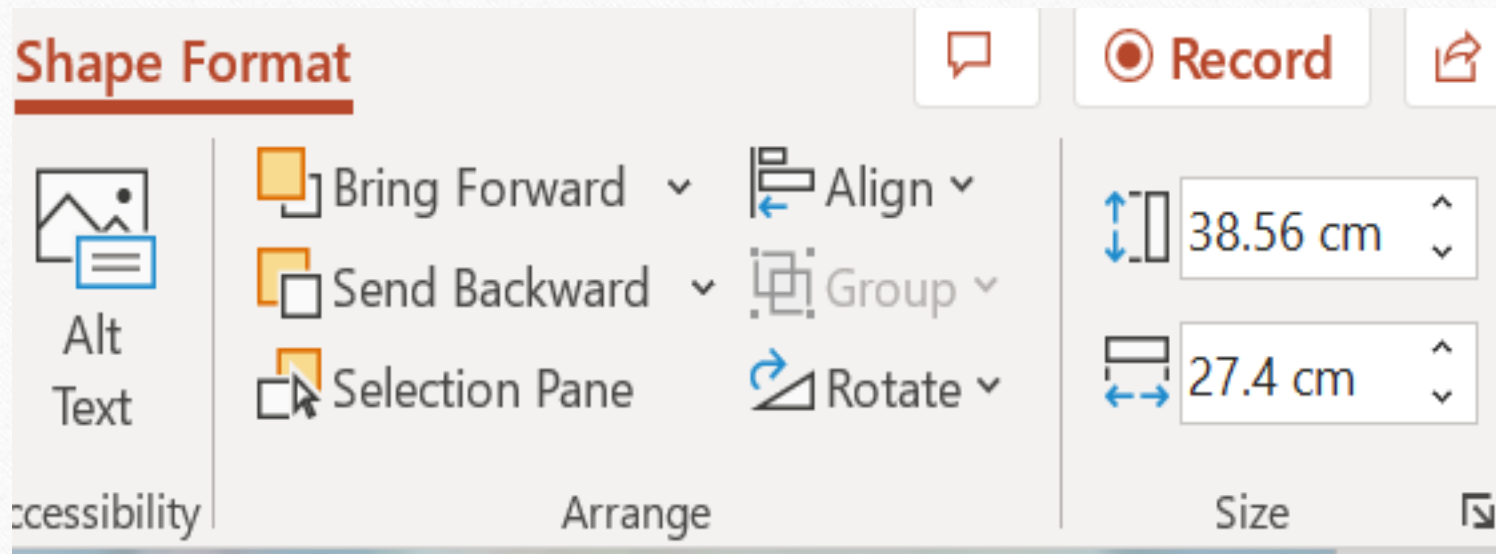 Shape Format
Record
Bring Forward
Align
38.56 cm
Send Backward
Group
Alt
Text
Selection Pane
Rotate
27.4 cm
ccessibility
Arrange
Size